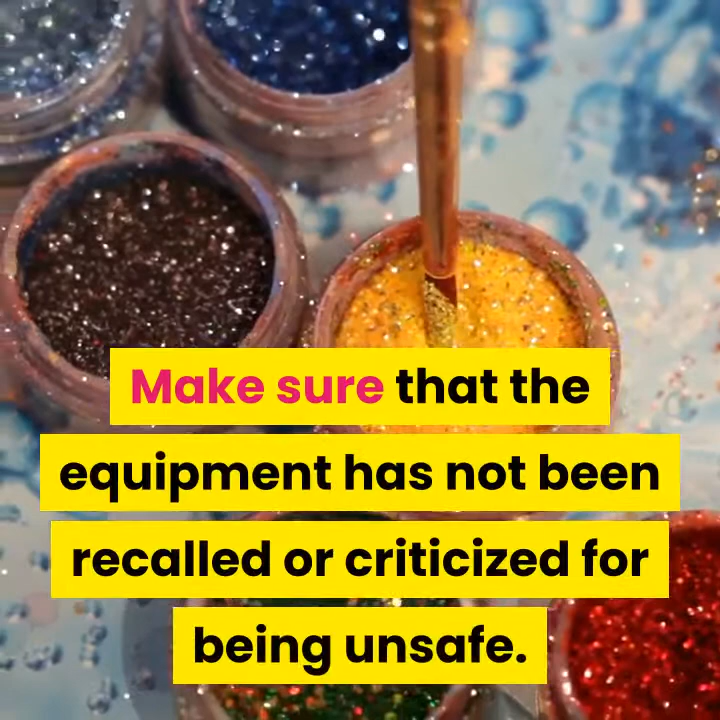 Make sure that the
equipment has not been
recalled or criticized for
being unsafe.